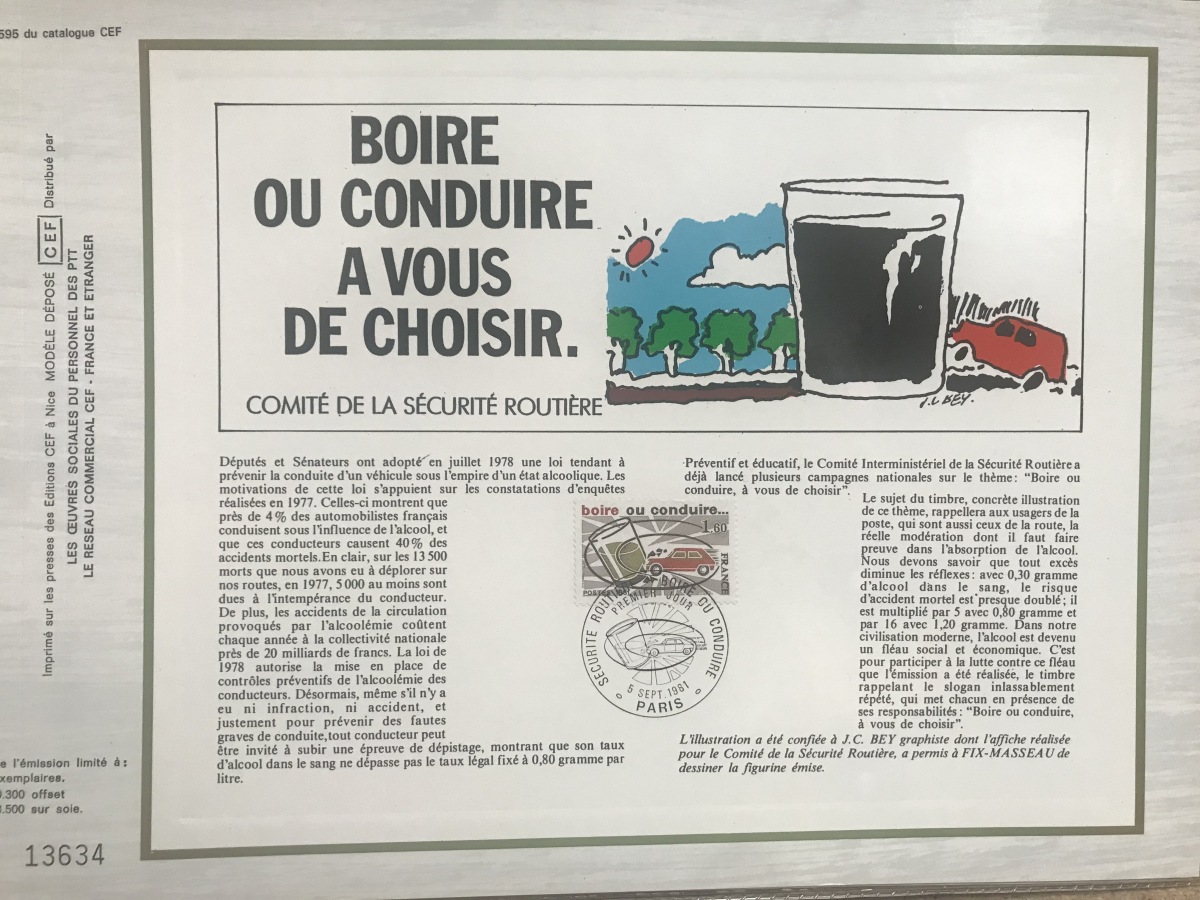 595 du catalogue CEF
Imprimé sur les presses des Editions CEF à Nice MODÈLE DÉPOSÉ CEF Distribué par
LES ŒUVRES SOCIALES DU PERSONNEL DES PTT
LE RESEAU COMMERCIAL CEF - FRANCE ET ETRANGER
e l'émission limité à :
xemplaires.
.300 offset
.500 sur soie.
13634
BOIRE
OU CONDUIRE
A VOUS
DE CHOISIR.
COMITÉ DE LA SÉCURITÉ ROUTIÈRE
J.C BEY.
Députés et Sénateurs ont adopté en juillet 1978 une loi tendant à
prévenir la conduite d'un véhicule sous l'empire d'un état alcoolique. Les
motivations de cette loi s'appuient sur les constatations d'enquêtes
réalisées en 1977. Celles-ci montrent que
près de 4% des automobilistes français
conduisent sous l'influence de l'alcool, et
que ces conducteurs causent 40% des
accidents mortels. En clair, sur les 13 500
morts que nous avons eu à déplorer sur
nos routes, en 1977, 5 000 au moins sont
dues à l'intempérance du conducteur.
De plus, les accidents de la circulation
provoqués par l'alcoolémie coûtent
chaque année à la collectivité nationale
près de 20 milliards de francs. La loi de
1978 autorise la mise en place de
contrôles préventifs de l'alcoolémie des
conducteurs. Désormais, même s'il n'y a
eu ni infraction, ni accident, et
justement pour prévenir des fautes
graves de conduite, tout conducteur peut
être invité à subir une épreuve de dépistage, montrant que son taux
d'alcool dans le sang ne dépasse pas le taux légal fixé à 0,80 gramme par
litre.
boire ou conduire...
1,60
FRANCE
POSTES 1981
SECURITE ROUTIERE BOIRE OU CONDUIRE
PREMIER JOUR
5 SEPT. 1981
PARIS
Préventif et éducatif, le Comité Interministériel de la Sécurité Routière a
déjà lancé plusieurs campagnes nationales sur le thème : "Boire ou
conduire, à vous de choisir".
Le sujet du timbre, concrète illustration
de ce thème, rappellera aux usagers de la
poste, qui sont aussi ceux de la route, la
réelle modération dont il faut faire
preuve dans l'absorption de l'alcool.
Nous devons savoir que tout excès
diminue les réflexes : avec 0,30 gramme
d'alcool dans le sang, le risque
d'accident mortel est presque doublé ; il
est multiplié par 5 avec 0,80 gramme et
par 16 avec 1,20 gramme. Dans notre
civilisation moderne, l'alcool est devenu
un fléau social et économique. C'est
pour participer à la lutte contre ce fléau
que l'émission a été réalisée, le timbre
rappelant le slogan inlassablement
répété, qui met chacun en présence de
ses responsabilités : "Boire ou conduire,
à vous de choisir".
L'illustration a été confiée à J.C. BEY graphiste dont l'affiche réalisée
pour le Comité de la Sécurité Routière, a permis à FIX-MASSEAU de
dessiner la figurine émise.